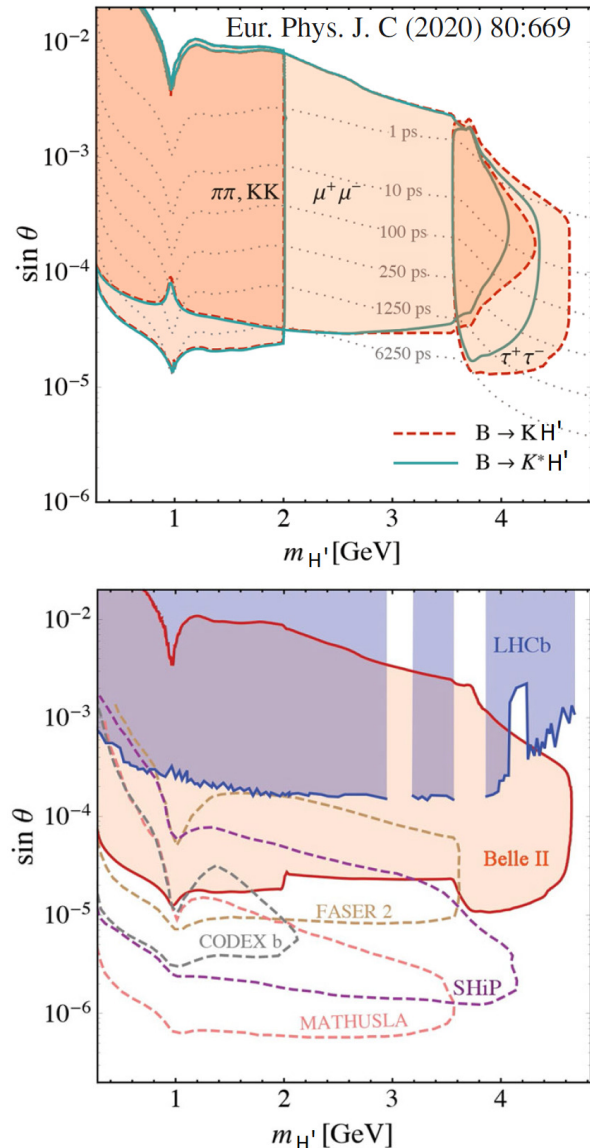 Eur. Phys. J. C (2020) 80:669
10⁻²
1 ps
10⁻³
ππ, KK
μ⁺μ⁻
10 ps
100 ps
sin θ
10⁻⁴
250 ps
1250 ps
6250 ps
τ⁺τ⁻
10⁻⁵
B → KH'
B → K*H'
10⁻⁶
1 2 3 4
m_H' [GeV]
10⁻²
LHCb
10⁻³
sin θ
10⁻⁴
Belle II
10⁻⁵
FASER 2
CODEX b
SHiP
10⁻⁶
MATHUSLA
1 2 3 4
m_H' [GeV]